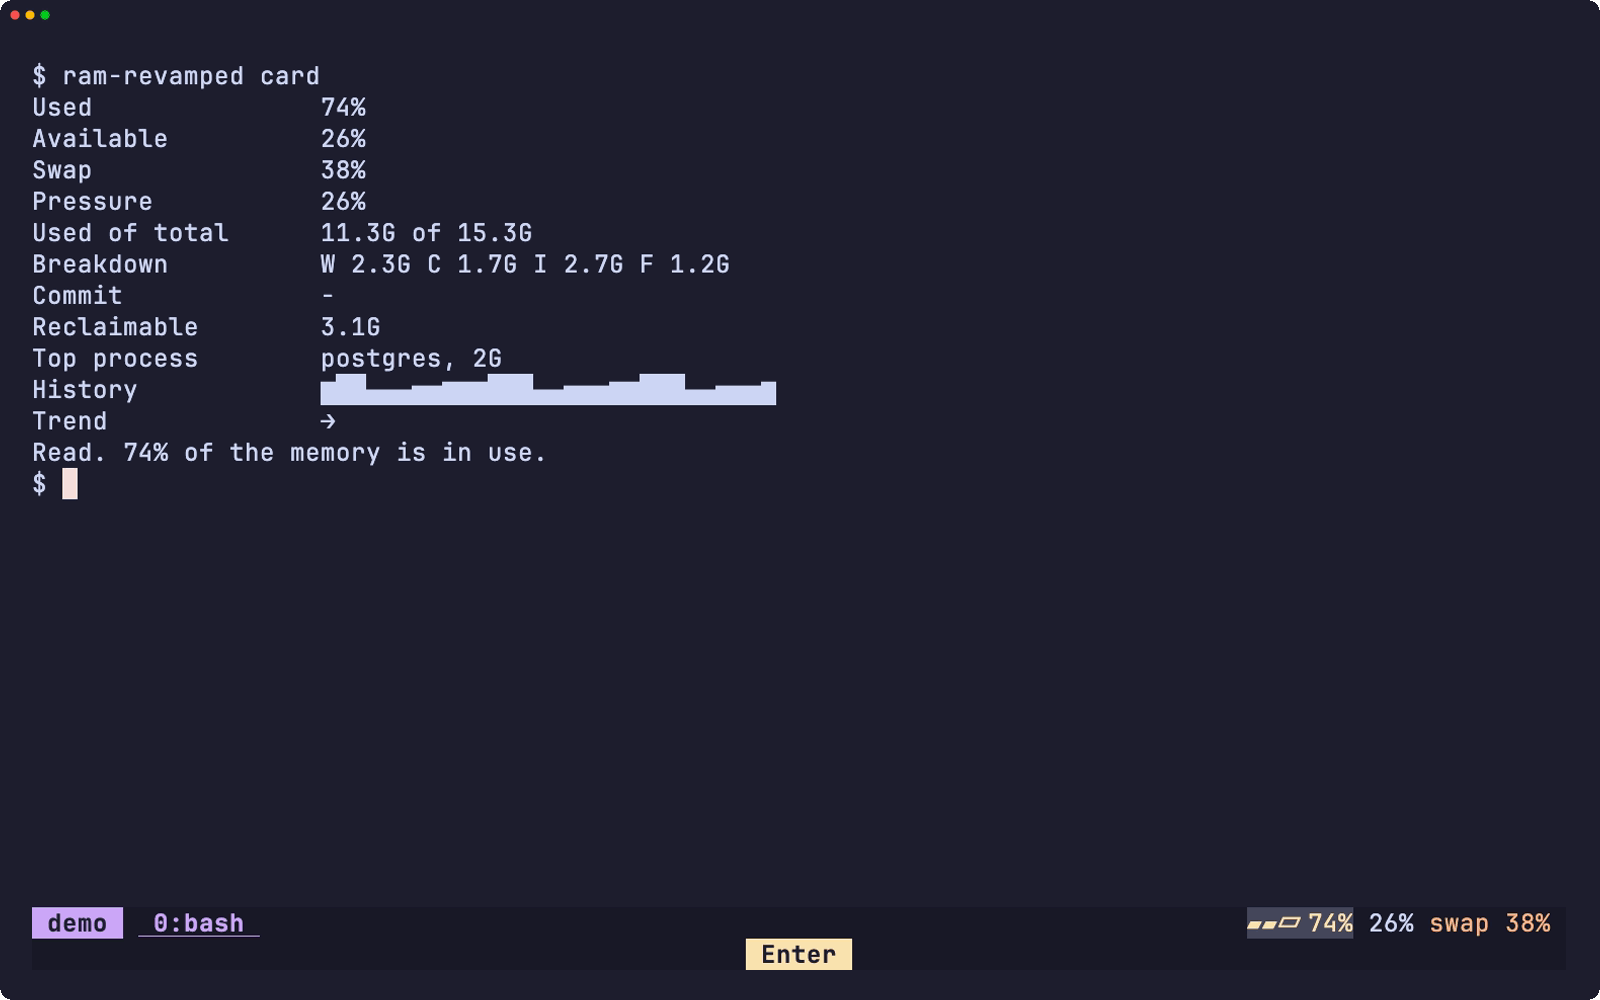 $ ram-revamped card
Used 74%
Available 26%
Swap 38%
Pressure 26%
Used of total 11.3G of 15.3G
Breakdown W 2.3G C 1.7G I 2.7G F 1.2G
Commit -
Reclaimable 3.1G
Top process postgres, 2G
History
Trend →
Read. 74% of the memory is in use.
$
demo 0:bash ▰▰▱ 74% 26% swap 38%
Enter